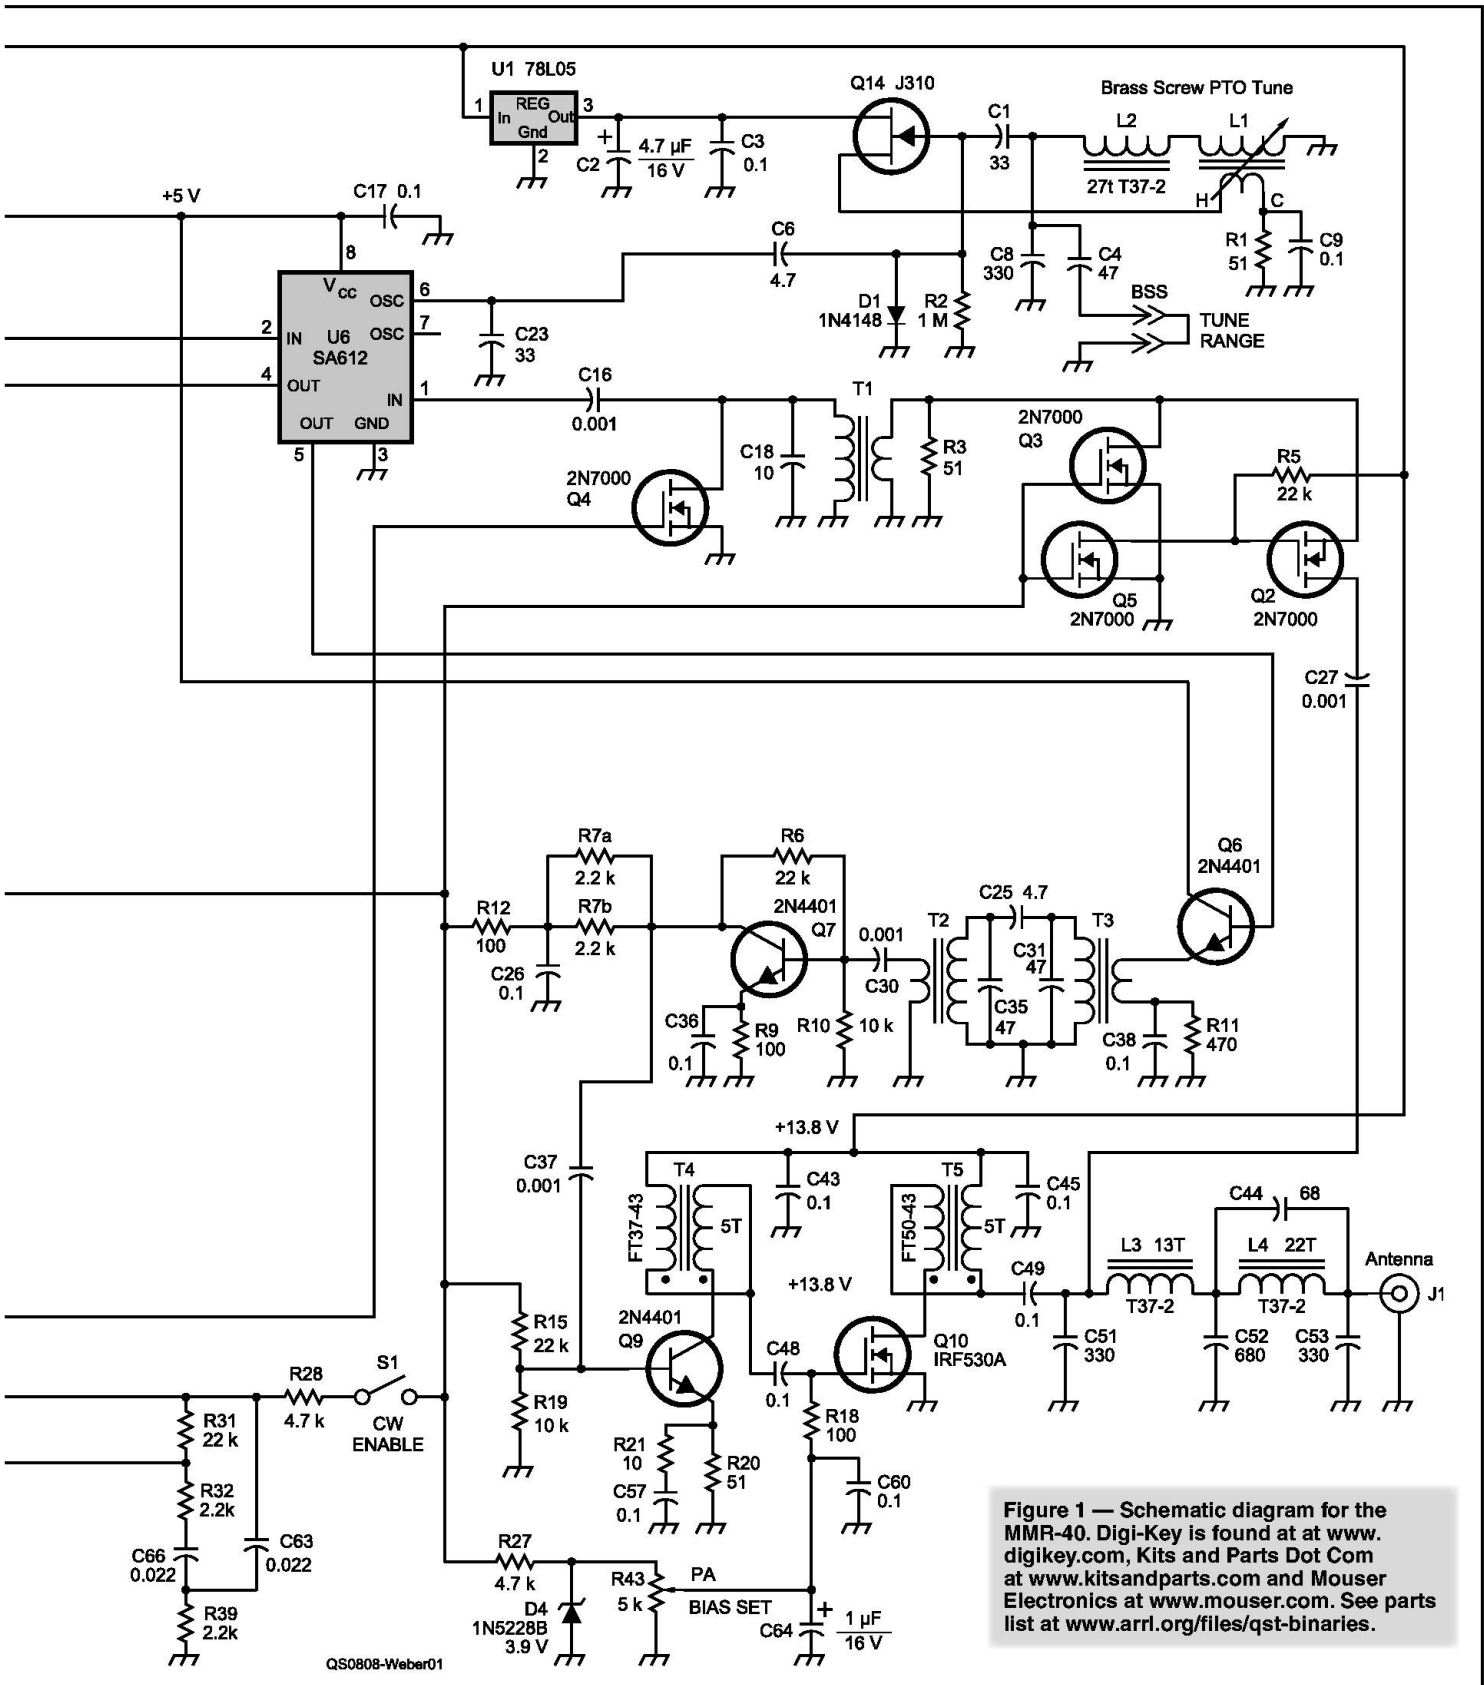 U1 78L05
1
REG
In
Out
Gnd
3
2
+
C2
4.7 µF
16 V
C3
0.1
Q14 J310
C1
33
Brass Screw PTO Tune
L2
L1
27t T37-2
H
C
R1
51
C9
0.1
+5 V
C17 0.1
8
VCC
OSC
6
OSC
7
2
IN
U6
SA612
4
OUT
IN
1
OUT
GND
5
3
C23
33
C6
4.7
D1
1N4148
R2
1 M
C8
330
C4
47
BSS
TUNE
RANGE
C16
0.001
2N7000
Q4
C18
10
T1
R3
51
2N7000
Q3
R5
22 k
Q5
2N7000
Q2
2N7000
C27
0.001
R7a
2.2 k
R12
100
R7b
2.2 k
C26
0.1
R6
22 k
2N4401
Q7
C36
0.1
R9
100
R10
10 k
0.001
C30
T2
C25 4.7
C31
47
C35
47
T3
Q6
2N4401
C38
0.1
R11
470
+13.8 V
C37
0.001
T4
FT37-43
5T
C43
0.1
T5
FT50-43
5T
C45
0.1
+13.8 V
C49
0.1
C44 68
L3 13T
T37-2
L4 22T
T37-2
Antenna
J1
C51
330
C52
680
C53
330
R15
22 k
2N4401
Q9
C48
0.1
Q10
IRF530A
R28
4.7 k
S1
CW
ENABLE
R19
10 k
R18
100
R31
22 k
R32
2.2k
C66
0.022
C63
0.022
R39
2.2k
R21
10
C57
0.1
R20
51
C60
0.1
R27
4.7 k
D4
1N5228B
3.9 V
R43
5 k
PA
BIAS SET
C64
+
1 µF
16 V
QS0808-Weber01
Figure 1 — Schematic diagram for the
MMR-40. Digi-Key is found at at www.
digikey.com, Kits and Parts Dot Com
at www.kitsandparts.com and Mouser
Electronics at www.mouser.com. See parts
list at www.arrl.org/files/qst-binaries.